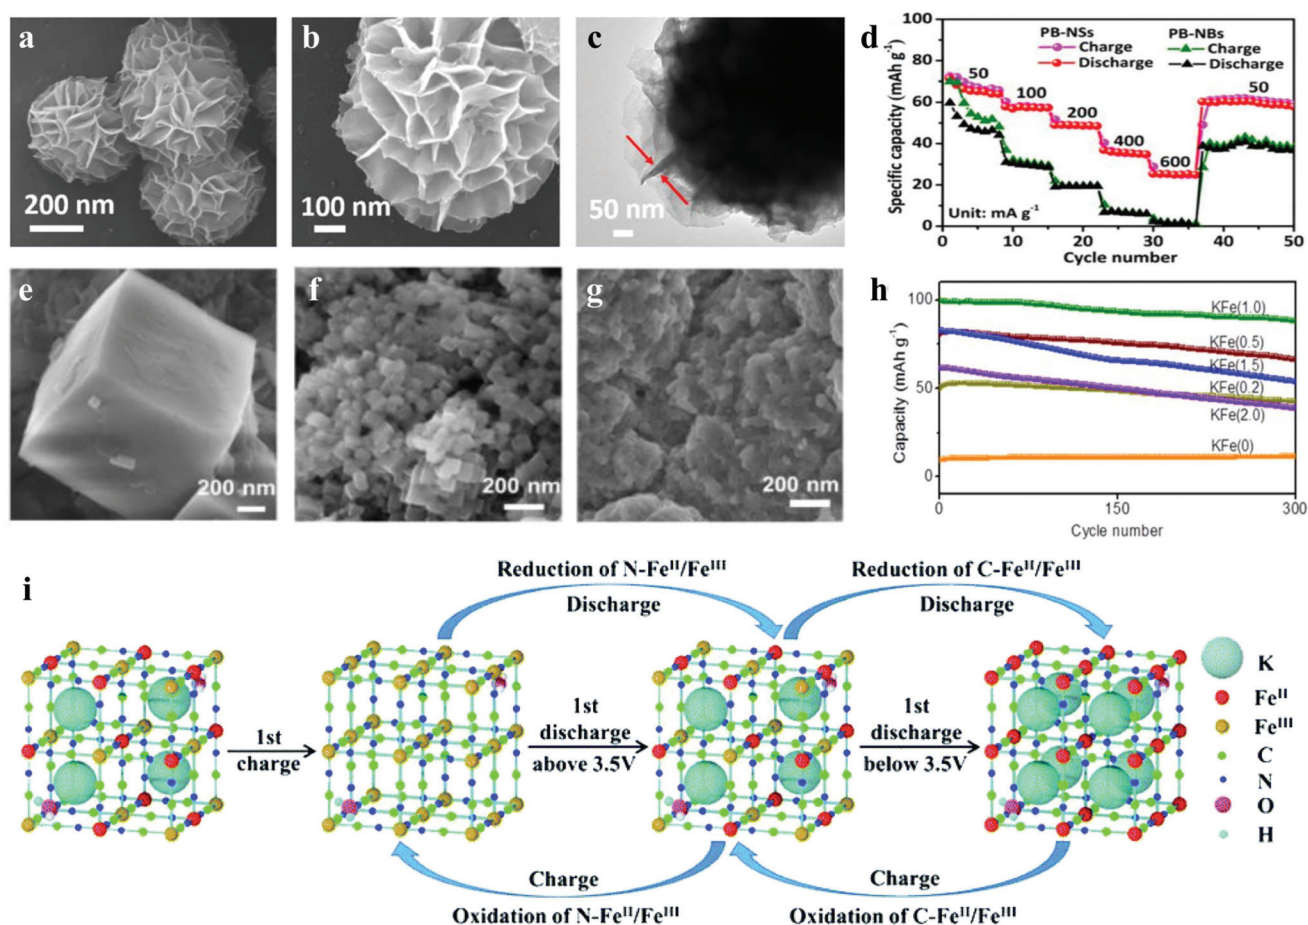 a
200 nm
b
100 nm
c
50 nm
d
PB-NSs
Charge
Discharge
PB-NBs
Charge
Discharge
50
100
200
400
600
50
Unit: mA g⁻¹
Specific capacity (mAh g⁻¹)
100
80
60
40
20
0
0
10
20
30
40
50
Cycle number
e
200 nm
f
200 nm
g
200 nm
h
KFe(1.0)
KFe(0.5)
KFe(1.5)
KFe(0.2)
KFe(2.0)
KFe(0)
Capacity (mAh g⁻¹)
100
50
0
0
150
300
Cycle number
i
Reduction of N-Feᴵᴵ/Feᴵᴵᴵ
Discharge
Reduction of C-Feᴵᴵ/Feᴵᴵᴵ
Discharge
1st
charge
1st
discharge
above 3.5V
1st
discharge
below 3.5V
Charge
Oxidation of N-Feᴵᴵ/Feᴵᴵᴵ
Charge
Oxidation of C-Feᴵᴵ/Feᴵᴵᴵ
K
Feᴵᴵ
Feᴵᴵᴵ
C
N
O
H